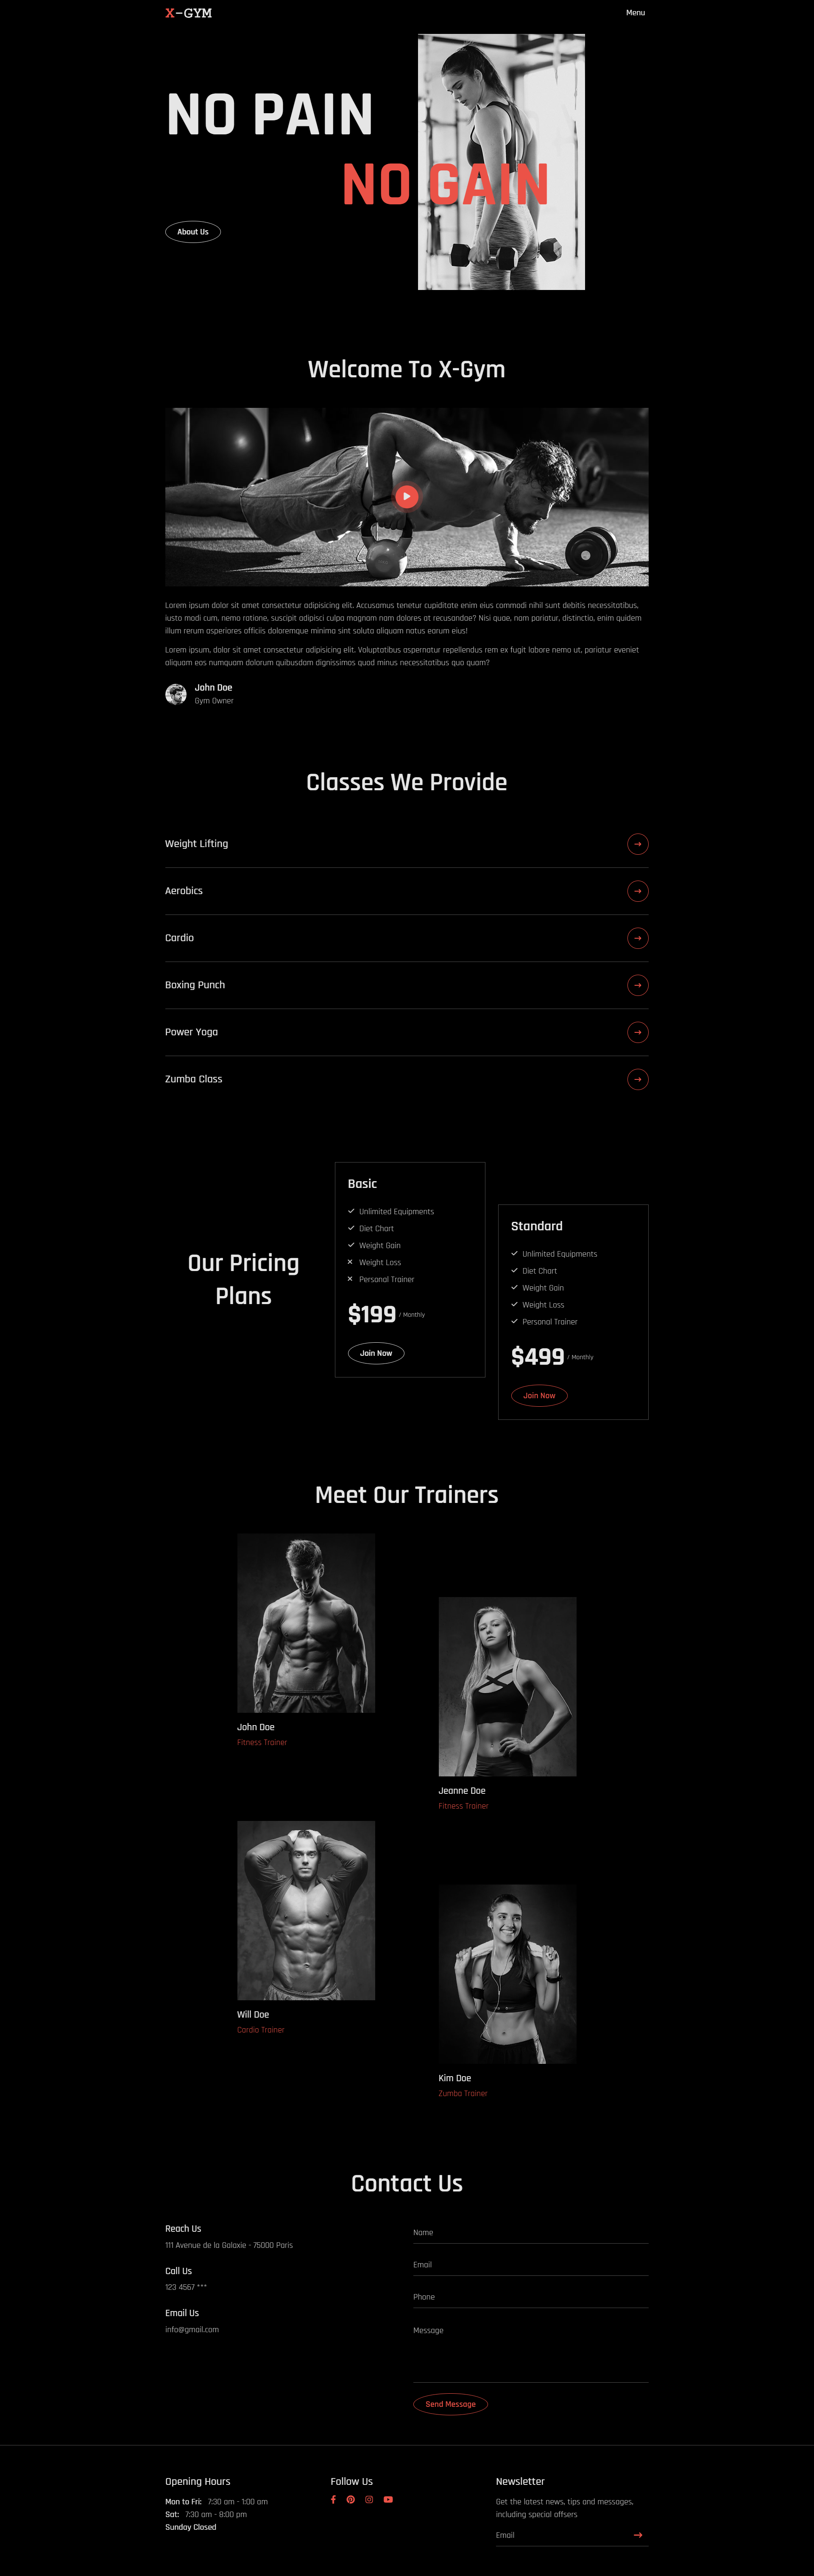 X-GYM
Menu
NO PAIN
NO GAIN
About Us
Welcome To X-Gym
Lorem ipsum dolor sit amet consectetur adipisicing elit. Accusamus tenetur cupiditate enim eius commodi nihil sunt debitis necessitatibus,
iusto modi cum, nemo ratione, suscipit adipisci culpa magnam nam dolores at recusandae? Nisi quae, nam pariatur, distinctio, enim quidem
illum rerum asperiores officiis doloremque minima sint soluta aliquam natus earum eius!
Lorem ipsum, dolor sit amet consectetur adipisicing elit. Voluptatibus aspernatur repellendus rem ex fugit labore nemo ut, pariatur eveniet
aliquam eos numquam dolorum quibusdam dignissimos quod minus necessitatibus quo quam?
John Doe
Gym Owner
Classes We Provide
Weight Lifting
Aerobics
Cardio
Boxing Punch
Power Yoga
Zumba Class
Our Pricing
Plans
Basic
Unlimited Equipments
Diet Chart
Weight Gain
Weight Loss
Personal Trainer
$199 / Monthly
Join Now
Standard
Unlimited Equipments
Diet Chart
Weight Gain
Weight Loss
Personal Trainer
$499 / Monthly
Join Now
Meet Our Trainers
John Doe
Fitness Trainer
Jeanne Doe
Fitness Trainer
Will Doe
Cardio Trainer
Kim Doe
Zumba Trainer
Contact Us
Reach Us
111 Avenue de la Galaxie - 75000 Paris
Call Us
123 4567 ***
Email Us
info@gmail.com
Name
Email
Phone
Message
Send Message
Opening Hours
Mon to Fri: 7:30 am - 1:00 am
Sat: 7:30 am - 8:00 pm
Sunday Closed
Follow Us
Newsletter
Get the latest news, tips and messages,
including special offsers
Email